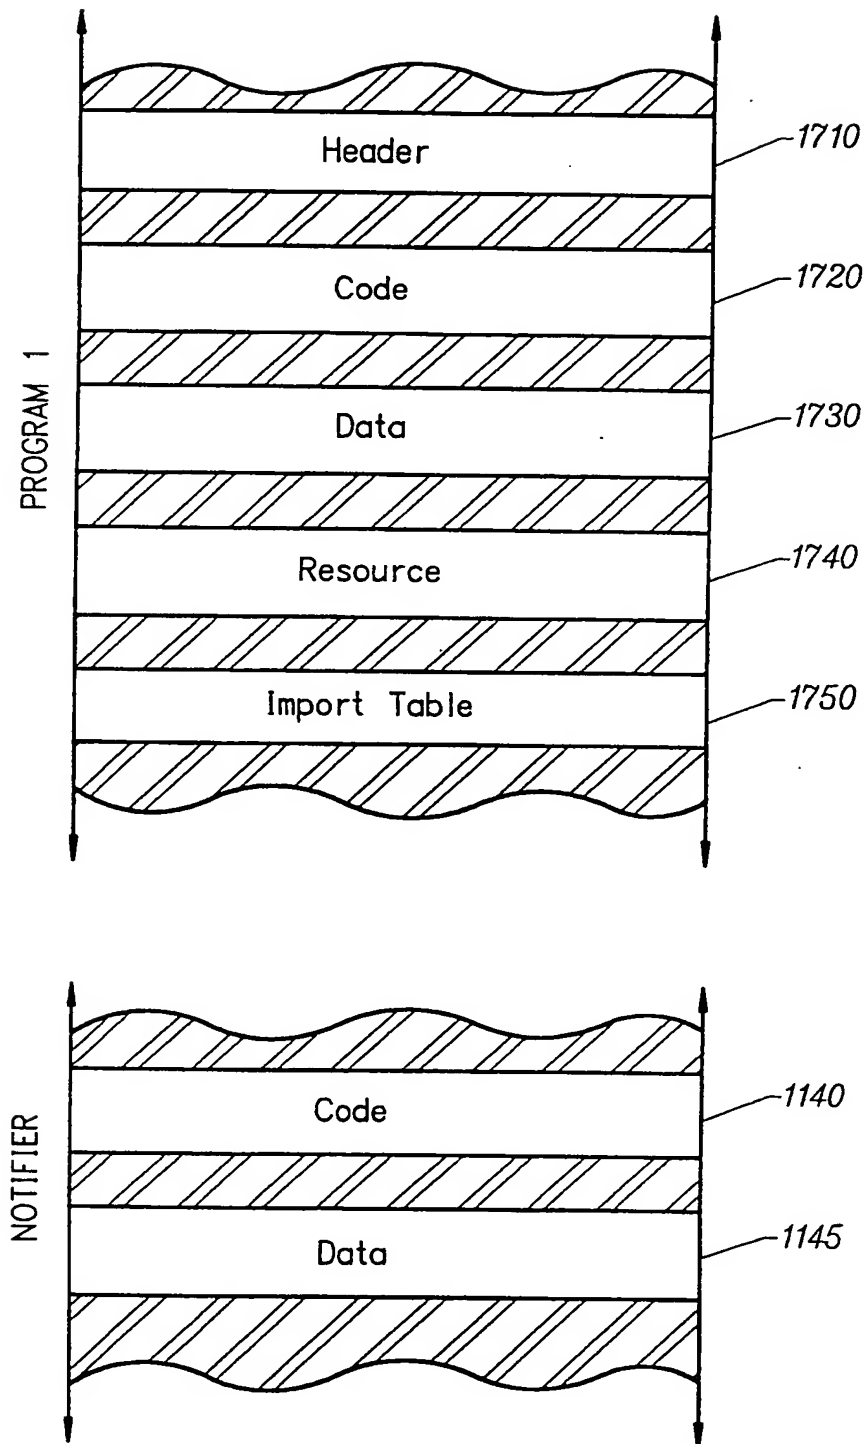 PROGRAM 1
Header
1710
Code
1720
Data
1730
Resource
1740
Import Table
1750
NOTIFIER
Code
1140
Data
1145